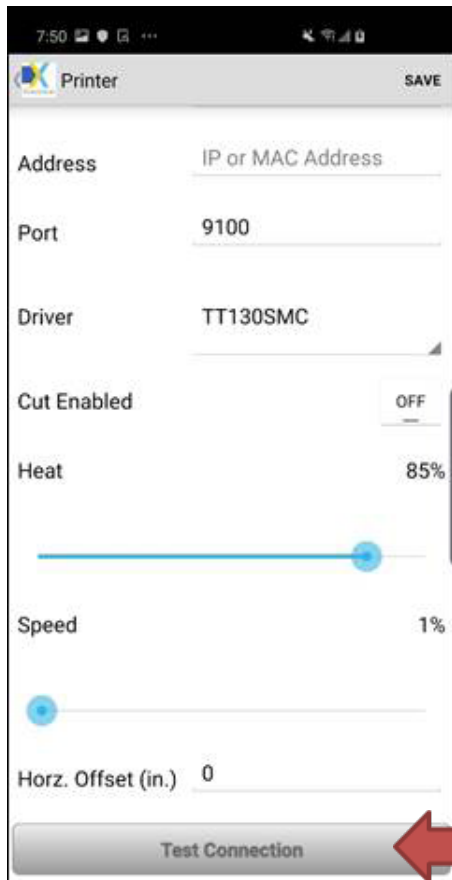 7:50
Printer SAVE
Address IP or MAC Address
Port 9100
Driver TT130SMC
Cut Enabled OFF
Heat 85%
Speed 1%
Horz. Offset (in.) 0
Test Connection